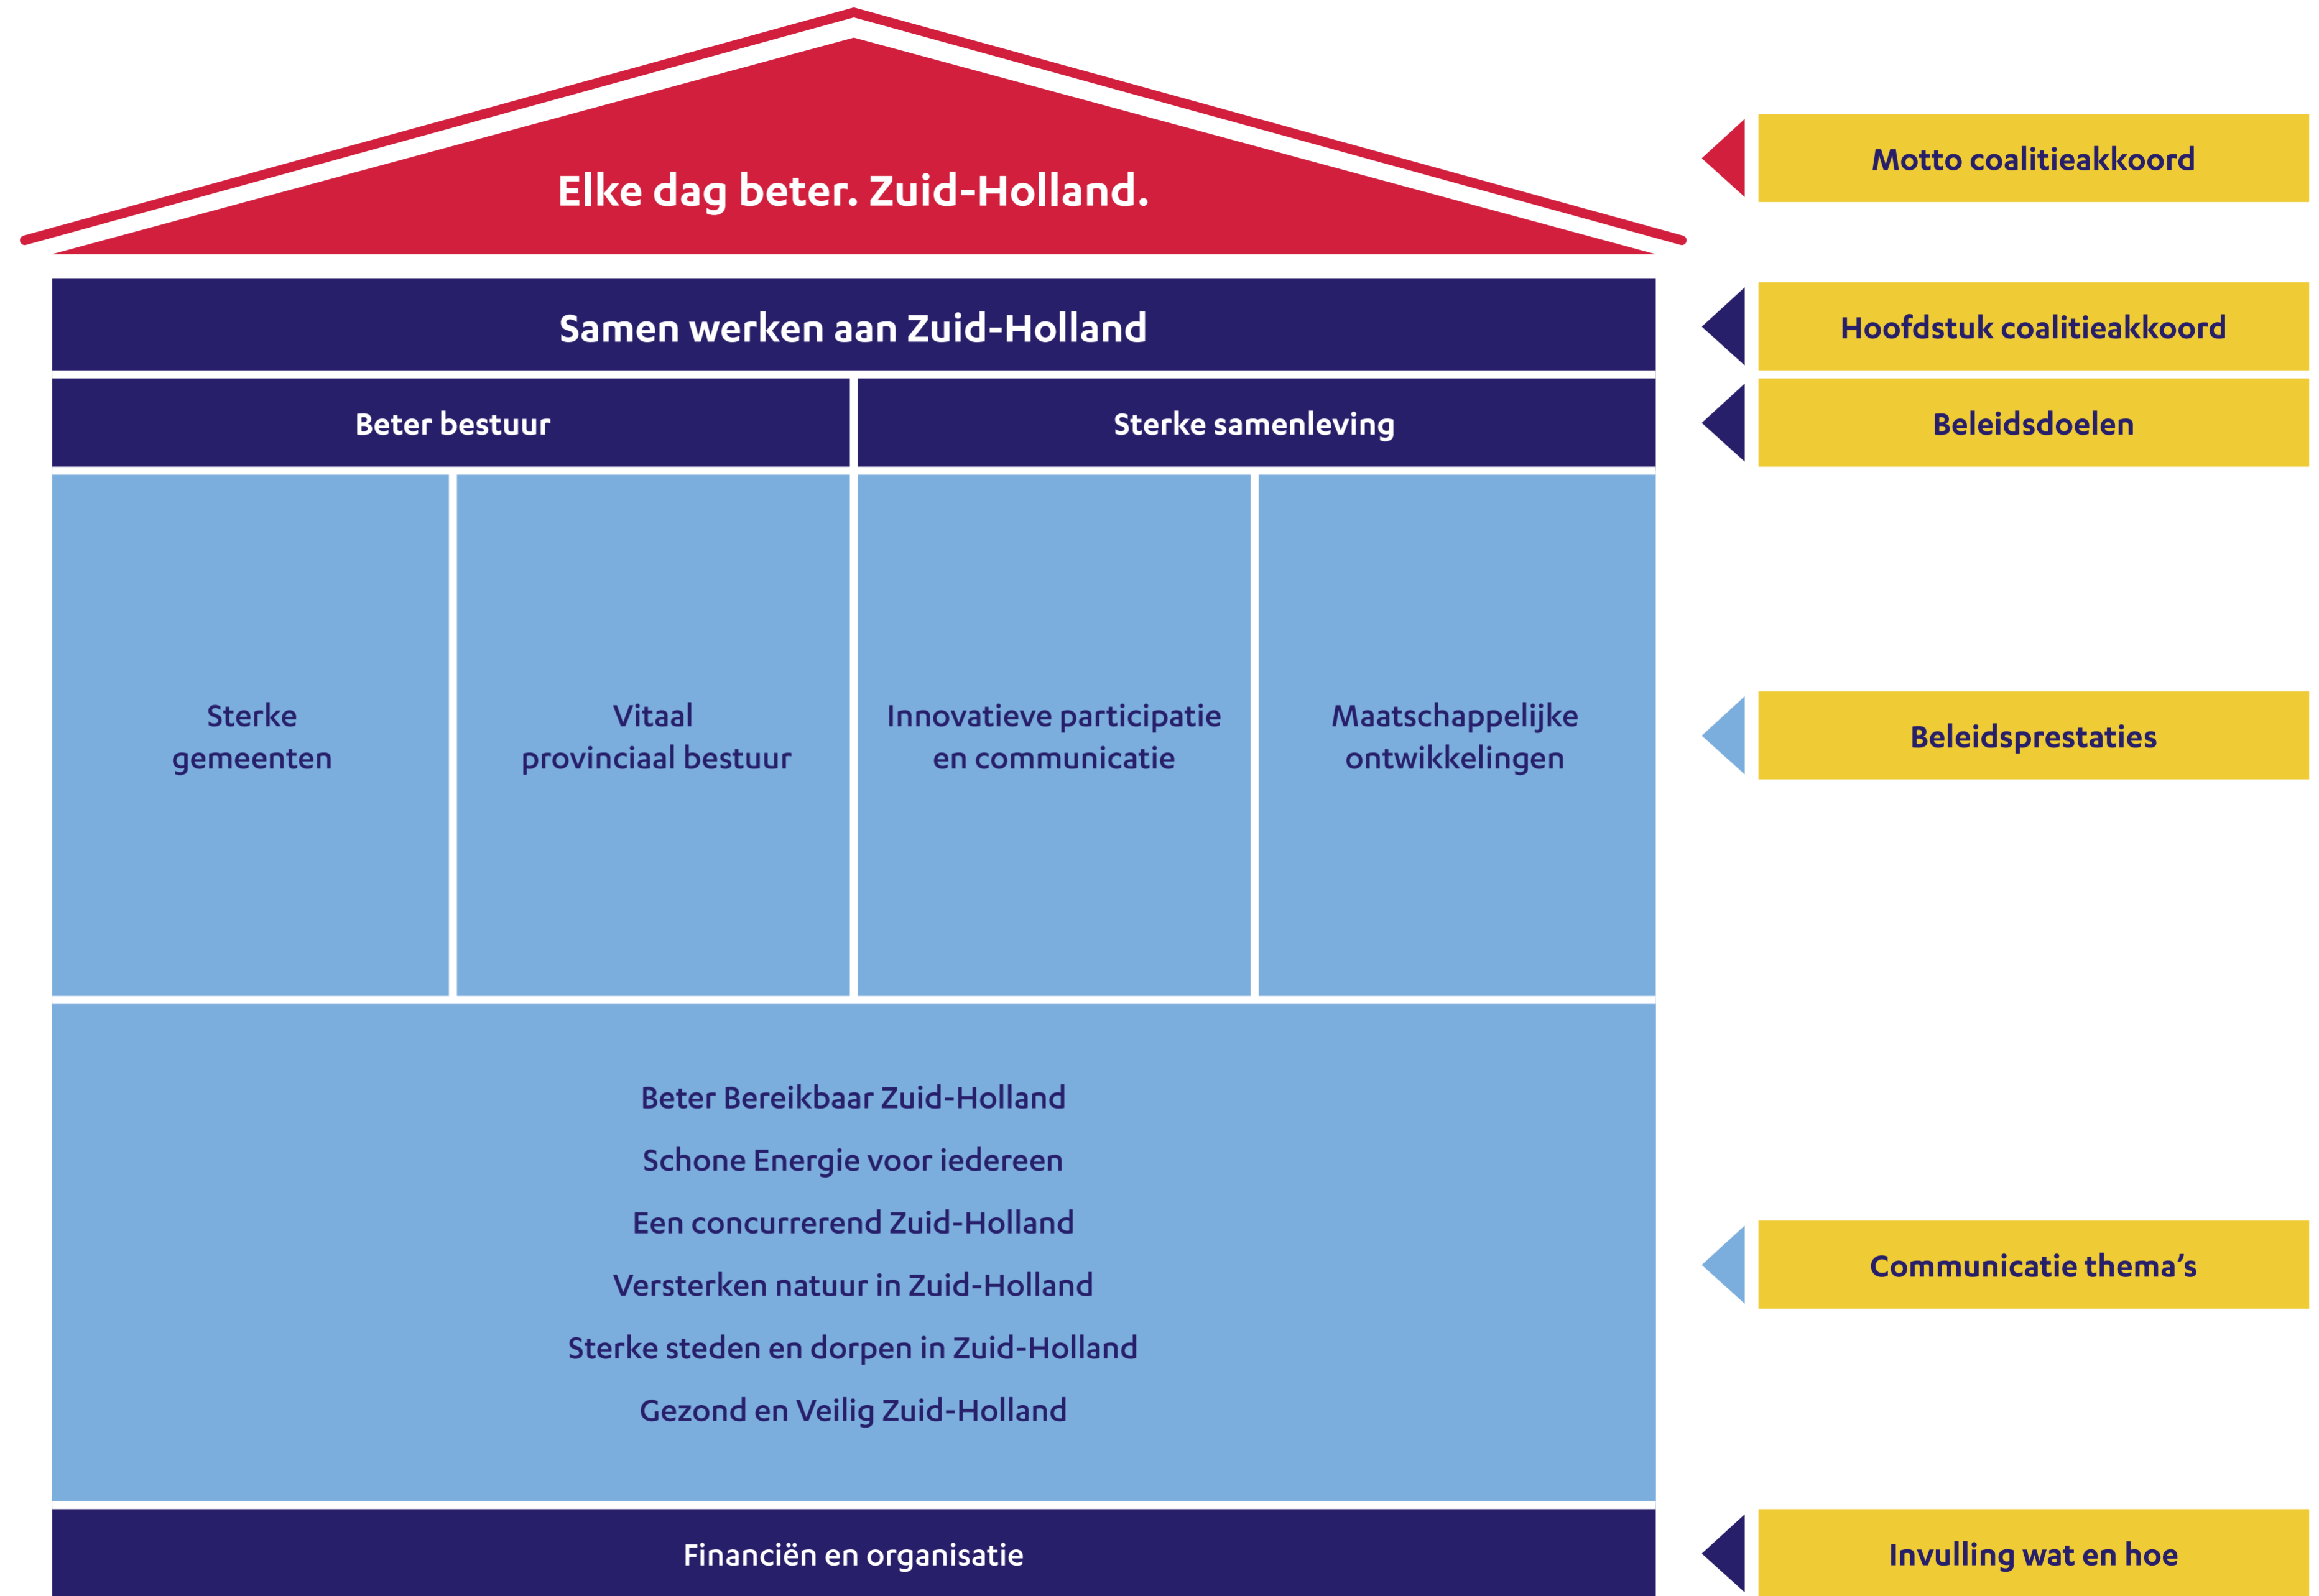 Elke dag beter. Zuid-Holland.
Motto coalitieakkoord
Samen werken aan Zuid-Holland
Hoofdstuk coalitieakkoord
Beter bestuur
Sterke samenleving
Beleidsdoelen
Sterke
gemeenten
Vitaal
provinciaal bestuur
Innovatieve participatie
en communicatie
Maatschappelijke
ontwikkelingen
Beleidsprestaties
Beter Bereikbaar Zuid-Holland
Schone Energie voor iedereen
Een concurrerend Zuid-Holland
Versterken natuur in Zuid-Holland
Sterke steden en dorpen in Zuid-Holland
Gezond en Veilig Zuid-Holland
Communicatie thema’s
Financiën en organisatie
Invulling wat en hoe